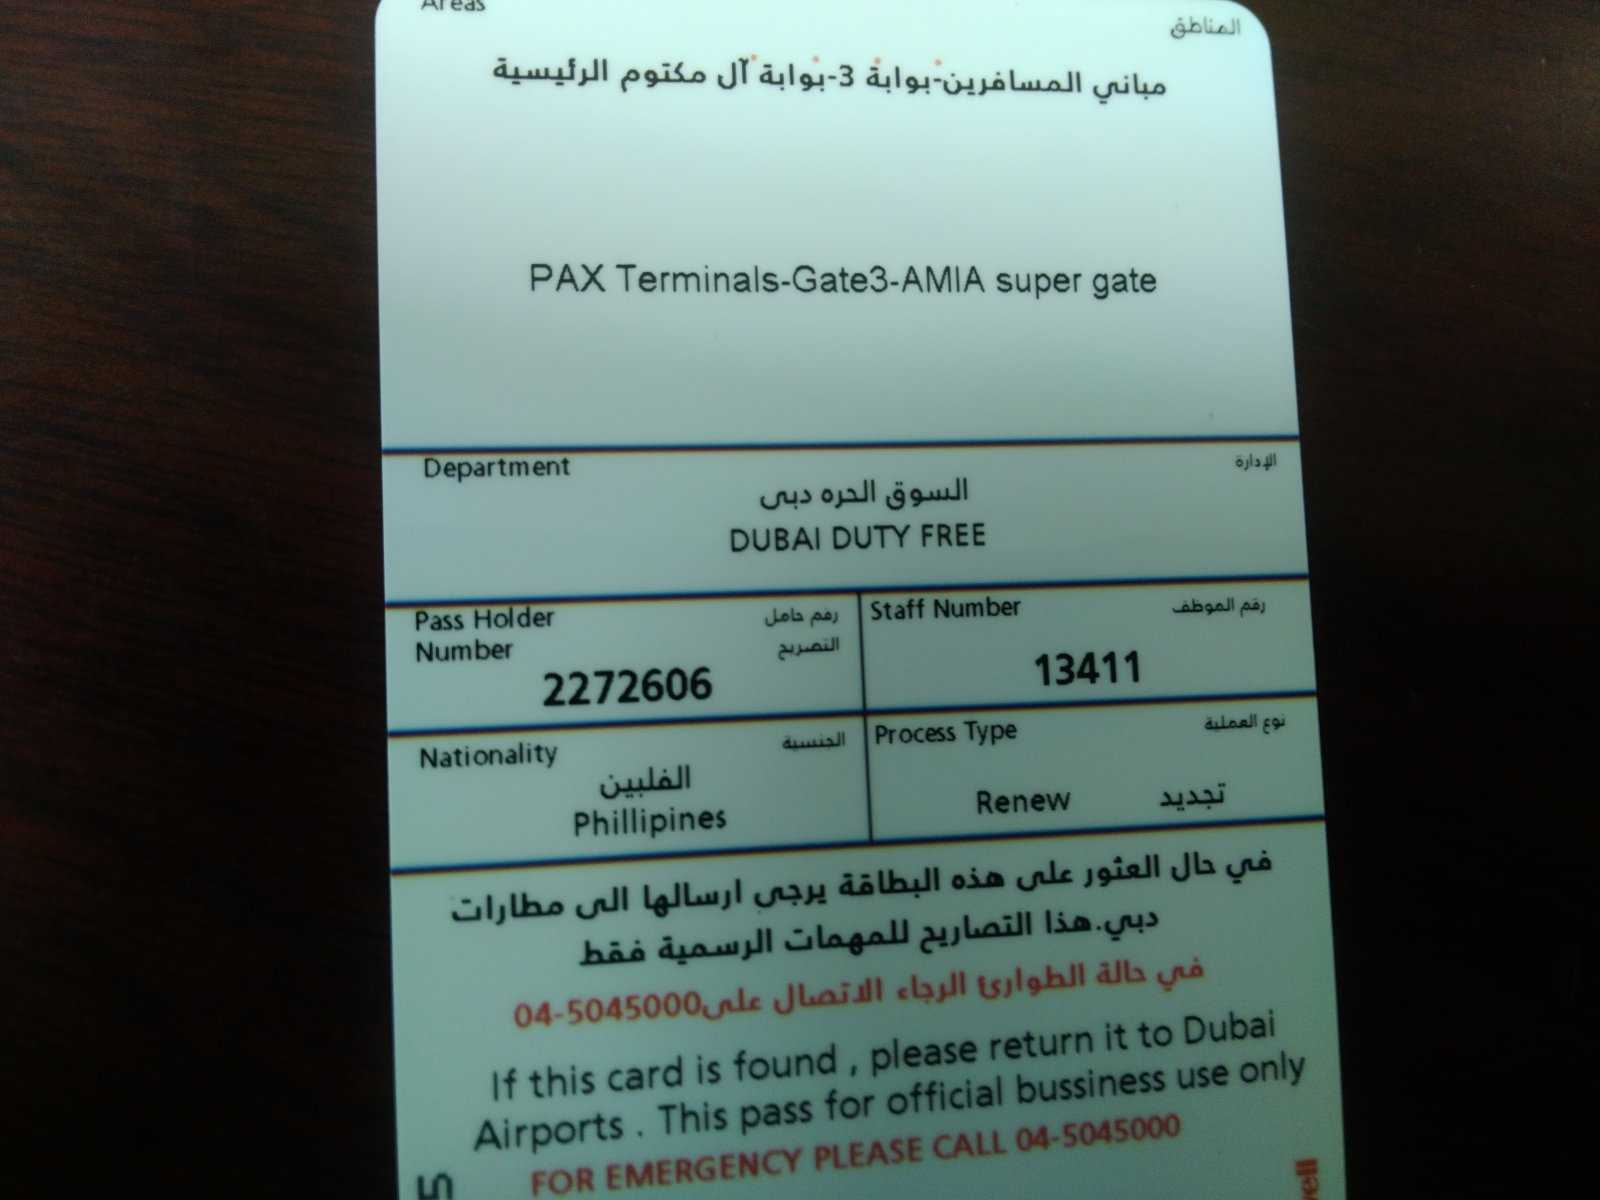 Areas المناطق
مباني المسافرين-بوابة 3-بوابة آل مكتوم الرئيسية
PAX Terminals-Gate3-AMIA super gate
Department الإدارة
السوق الحره دبى
DUBAI DUTY FREE
Pass Holder رقم حامل
Number التصريح
2272606
Staff Number رقم الموظف
13411
Nationality الجنسية
الفلبين
Phillipines
Process Type نوع العملية
Renew تجديد
في حال العثور على هذه البطاقة يرجى ارسالها الى مطارات
دبي.هذا التصاريح للمهمات الرسمية فقط
في حالة الطوارئ الرجاء الاتصال على04-5045000
If this card is found , please return it to Dubai
Airports . This pass for official bussiness use only
FOR EMERGENCY PLEASE CALL 04-5045000